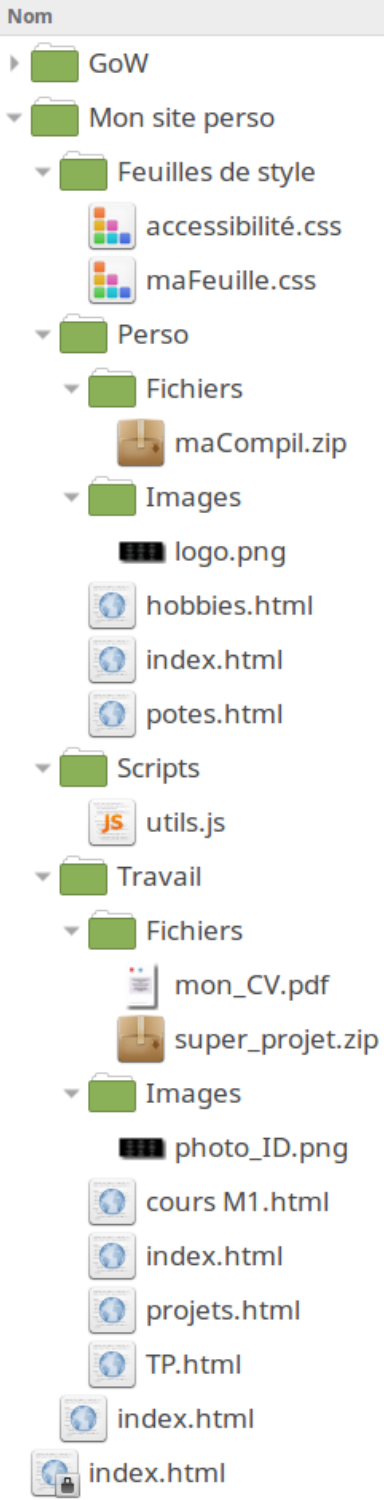 Nom
GoW
Mon site perso
Feuilles de style
accessibilité.css
maFeuille.css
Perso
Fichiers
maCompil.zip
Images
logo.png
hobbies.html
index.html
potes.html
Scripts
JS utils.js
Travail
Fichiers
mon_CV.pdf
super_projet.zip
Images
photo_ID.png
cours M1.html
index.html
projets.html
TP.html
index.html
index.html